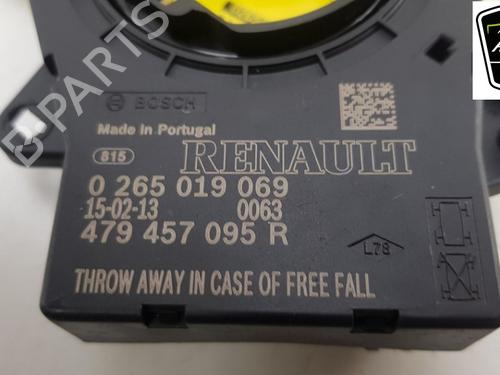 BOSCH
Made in Portugal
815
RENAULT
0 265 019 069
15-02-13 0063
479 457 095 R
L78
THROW AWAY IN CASE OF FREE FALL
B-PARTS